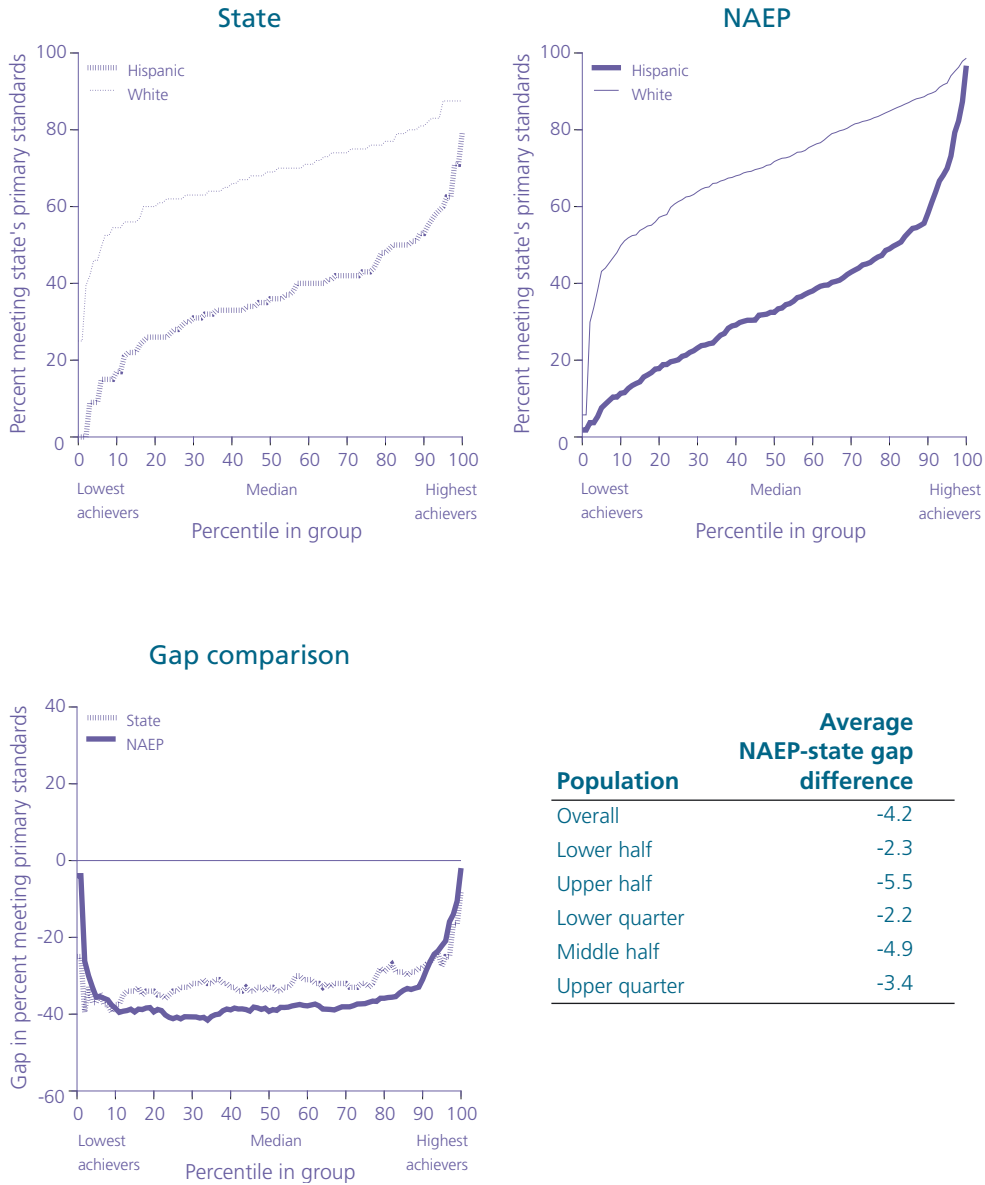 State
Percent meeting state's primary standards
100
80
60
40
20
0
Hispanic
White
0 10 20 30 40 50 60 70 80 90 100
Lowest achievers
Median
Highest achievers
Percentile in group
NAEP
Percent meeting state's primary standards
100
80
60
40
20
0
Hispanic
White
0 10 20 30 40 50 60 70 80 90 100
Lowest achievers
Median
Highest achievers
Percentile in group
Gap comparison
Gap in percent meeting primary standards
40
20
0
-20
-40
-60
State
NAEP
0 10 20 30 40 50 60 70 80 90 100
Lowest achievers
Median
Highest achievers
Percentile in group
Average
NAEP-state gap
Population difference
Overall -4.2
Lower half -2.3
Upper half -5.5
Lower quarter -2.2
Middle half -4.9
Upper quarter -3.4